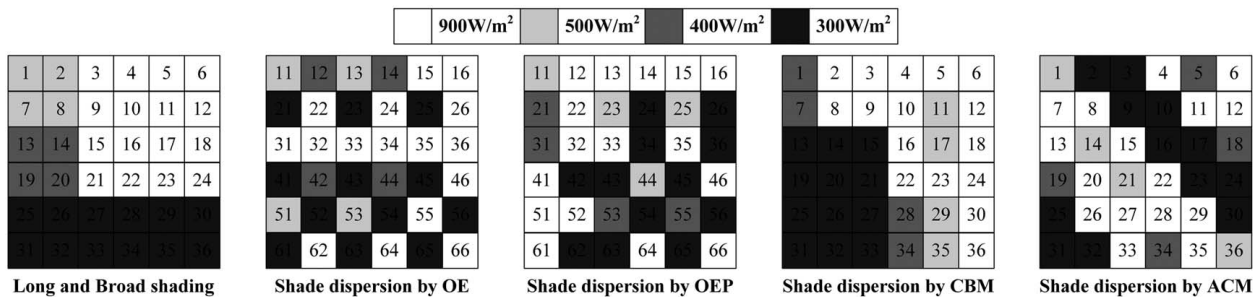 900W/m² 500W/m² 400W/m² 300W/m²
1 2 3 4 5 6
7 8 9 10 11 12
13 14 15 16 17 18
19 20 21 22 23 24
25 26 27 28 29 30
31 32 33 34 35 36
Long and Broad shading
11 12 13 14 15 16
21 22 23 24 25 26
31 32 33 34 35 36
41 42 43 44 45 46
51 52 53 54 55 56
61 62 63 64 65 66
Shade dispersion by OE
11 12 13 14 15 16
21 22 23 24 25 26
31 32 33 34 35 36
41 42 43 44 45 46
51 52 53 54 55 56
61 62 63 64 65 66
Shade dispersion by OEP
1 2 3 4 5 6
7 8 9 10 11 12
13 14 15 16 17 18
19 20 21 22 23 24
25 26 27 28 29 30
31 32 33 34 35 36
Shade dispersion by CBM
1 2 3 4 5 6
7 8 9 10 11 12
13 14 15 16 17 18
19 20 21 22 23 24
25 26 27 28 29 30
31 32 33 34 35 36
Shade dispersion by ACM